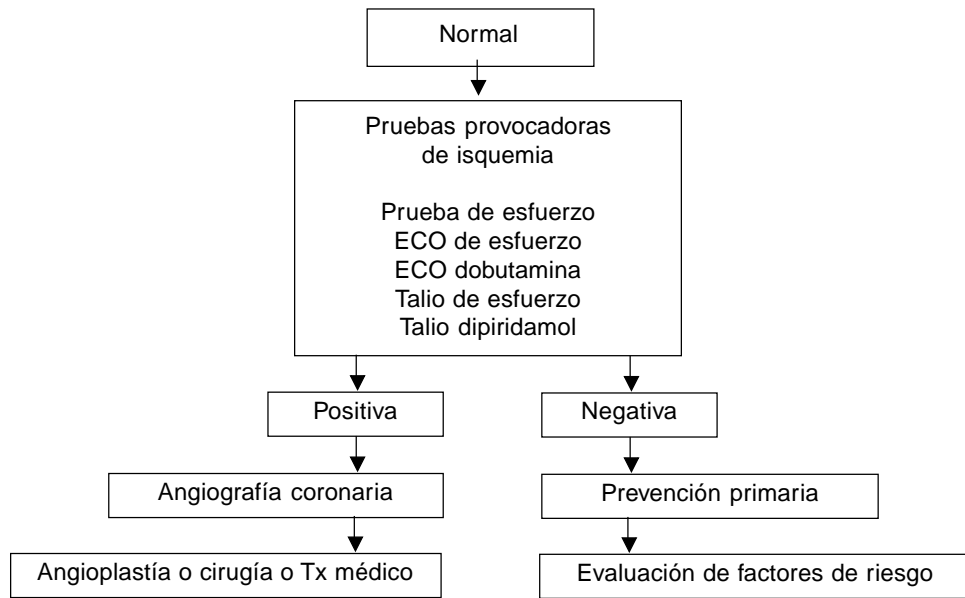 Normal
Pruebas provocadoras
de isquemia
Prueba de esfuerzo
ECO de esfuerzo
ECO dobutamina
Talio de esfuerzo
Talio dipiridamol
Positiva
Negativa
Angiografía coronaria
Prevención primaria
Angioplastía o cirugía o Tx médico
Evaluación de factores de riesgo